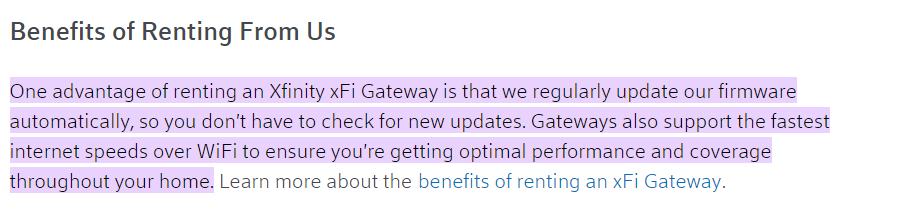 Benefits of Renting From Us
One advantage of renting an Xfinity xFi Gateway is that we regularly update our firmware
automatically, so you don’t have to check for new updates. Gateways also support the fastest
internet speeds over WiFi to ensure you’re getting optimal performance and coverage
throughout your home. Learn more about the benefits of renting an xFi Gateway.